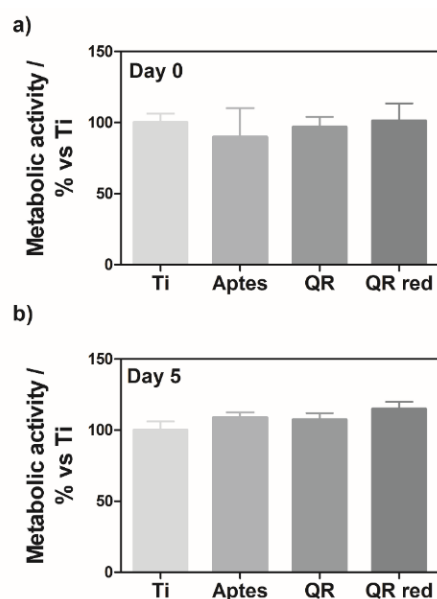 a)
Metabolic activity /
% vs Ti
150
100
50
0
Day 0
Ti Aptes QR QR red
b)
Metabolic activity /
% vs Ti
150
100
50
0
Day 5
Ti Aptes QR QR red